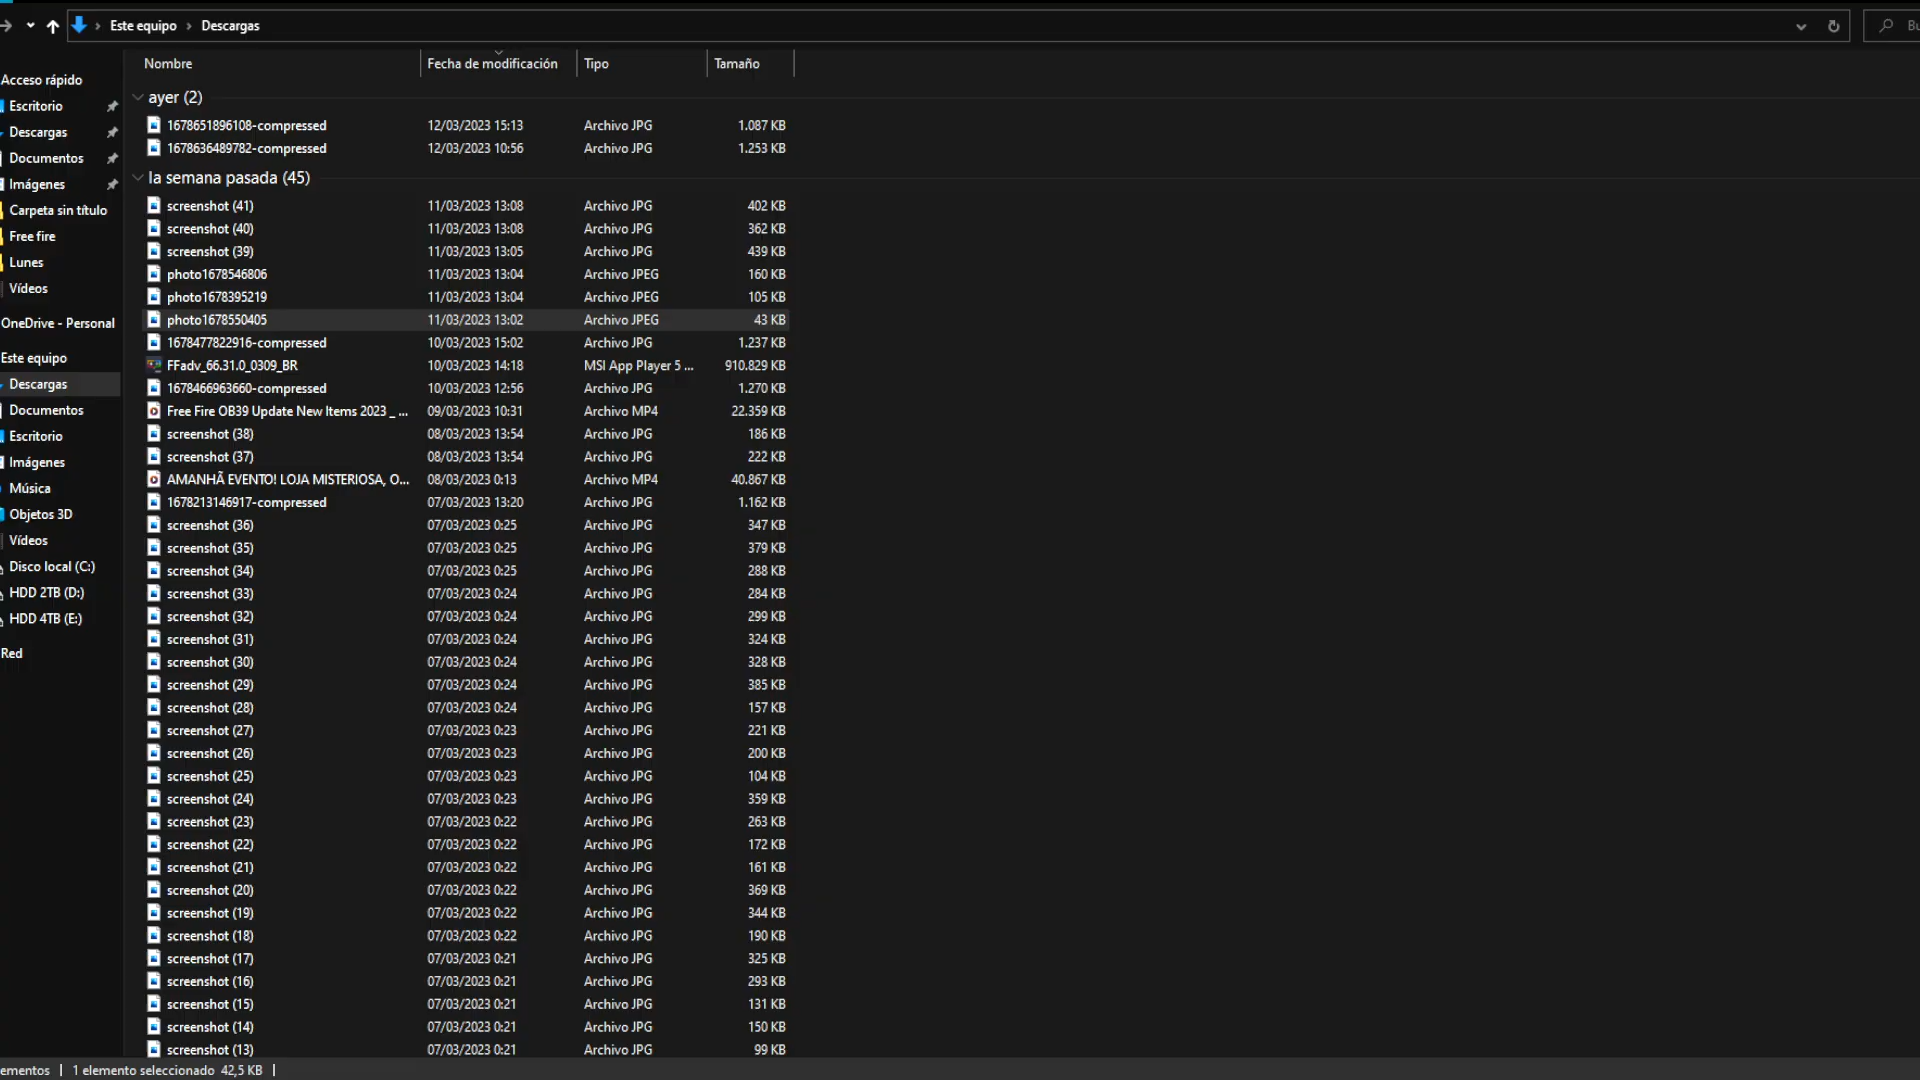 Este equipo › Descargas
Nombre Fecha de modificación Tipo Tamaño
Acceso rápido
Escritorio
Descargas
Documentos
Imágenes
Carpeta sin título
Free fire
Lunes
Vídeos
OneDrive - Personal
Este equipo
Descargas
Documentos
Escritorio
Imágenes
Música
Objetos 3D
Vídeos
Disco local (C:)
HDD 2TB (D:)
HDD 4TB (E:)
Red
ayer (2)
1678651896108-compressed 12/03/2023 15:13 Archivo JPG 1.087 KB
1678636489782-compressed 12/03/2023 10:56 Archivo JPG 1.253 KB
la semana pasada (45)
screenshot (41) 11/03/2023 13:08 Archivo JPG 402 KB
screenshot (40) 11/03/2023 13:08 Archivo JPG 362 KB
screenshot (39) 11/03/2023 13:05 Archivo JPG 439 KB
photo1678546806 11/03/2023 13:04 Archivo JPEG 160 KB
photo1678395219 11/03/2023 13:04 Archivo JPEG 105 KB
photo1678550405 11/03/2023 13:02 Archivo JPEG 43 KB
1678477822916-compressed 10/03/2023 15:02 Archivo JPG 1.237 KB
FFadv_66.31.0_0309_BR 10/03/2023 14:18 MSI App Player 5 ... 910.829 KB
1678466963660-compressed 10/03/2023 12:56 Archivo JPG 1.270 KB
Free Fire OB39 Update New Items 2023 _ ... 09/03/2023 10:31 Archivo MP4 22.359 KB
screenshot (38) 08/03/2023 13:54 Archivo JPG 186 KB
screenshot (37) 08/03/2023 13:54 Archivo JPG 222 KB
AMANHÃ EVENTO! LOJA MISTERIOSA, O... 08/03/2023 0:13 Archivo MP4 40.867 KB
1678213146917-compressed 07/03/2023 13:20 Archivo JPG 1.162 KB
screenshot (36) 07/03/2023 0:25 Archivo JPG 347 KB
screenshot (35) 07/03/2023 0:25 Archivo JPG 379 KB
screenshot (34) 07/03/2023 0:25 Archivo JPG 288 KB
screenshot (33) 07/03/2023 0:24 Archivo JPG 284 KB
screenshot (32) 07/03/2023 0:24 Archivo JPG 299 KB
screenshot (31) 07/03/2023 0:24 Archivo JPG 324 KB
screenshot (30) 07/03/2023 0:24 Archivo JPG 328 KB
screenshot (29) 07/03/2023 0:24 Archivo JPG 385 KB
screenshot (28) 07/03/2023 0:24 Archivo JPG 157 KB
screenshot (27) 07/03/2023 0:23 Archivo JPG 221 KB
screenshot (26) 07/03/2023 0:23 Archivo JPG 200 KB
screenshot (25) 07/03/2023 0:23 Archivo JPG 104 KB
screenshot (24) 07/03/2023 0:23 Archivo JPG 359 KB
screenshot (23) 07/03/2023 0:22 Archivo JPG 263 KB
screenshot (22) 07/03/2023 0:22 Archivo JPG 172 KB
screenshot (21) 07/03/2023 0:22 Archivo JPG 161 KB
screenshot (20) 07/03/2023 0:22 Archivo JPG 369 KB
screenshot (19) 07/03/2023 0:22 Archivo JPG 344 KB
screenshot (18) 07/03/2023 0:22 Archivo JPG 190 KB
screenshot (17) 07/03/2023 0:21 Archivo JPG 325 KB
screenshot (16) 07/03/2023 0:21 Archivo JPG 293 KB
screenshot (15) 07/03/2023 0:21 Archivo JPG 131 KB
screenshot (14) 07/03/2023 0:21 Archivo JPG 150 KB
screenshot (13) 07/03/2023 0:21 Archivo JPG 99 KB
ementos | 1 elemento seleccionado 42,5 KB |